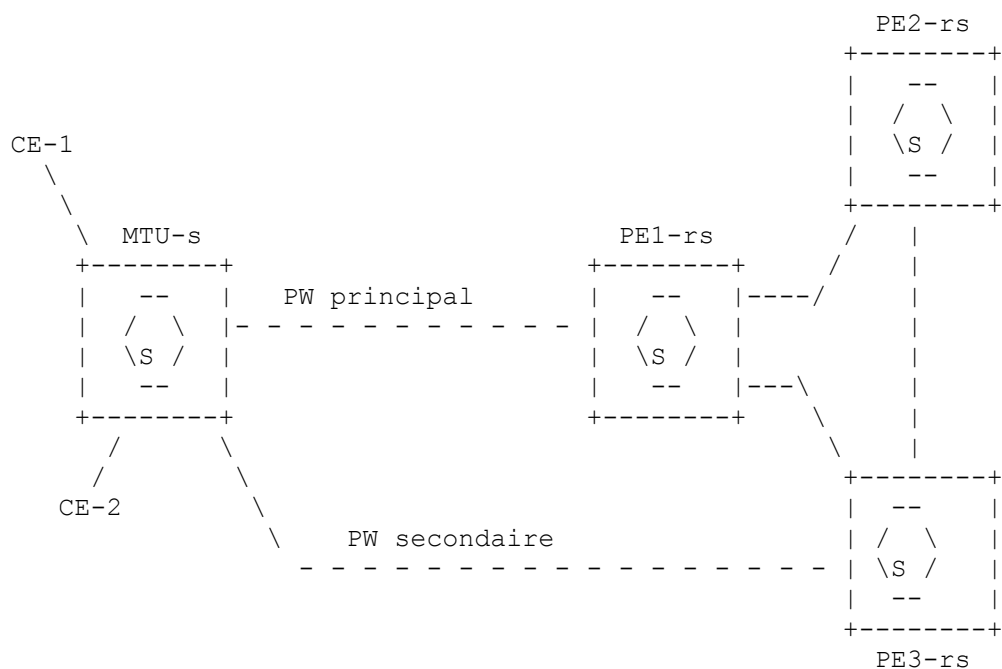 PE2-rs
S
CE-1
MTU-s
PE1-rs
PW principal
S
S
CE-2
PW secondaire
S
PE3-rs